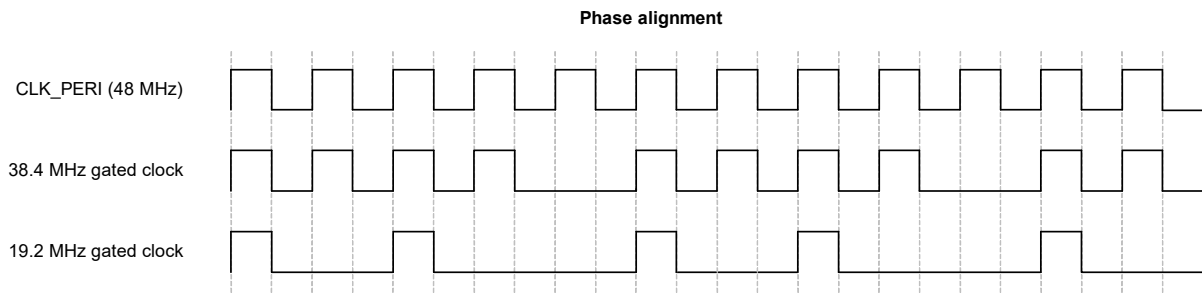 Phase alignment
CLK_PERI (48 MHz)
38.4 MHz gated clock
19.2 MHz gated clock